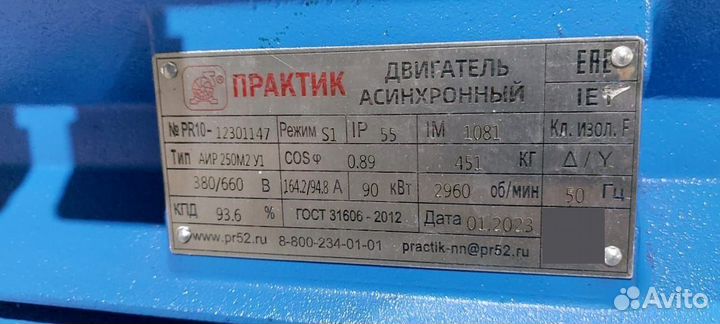 ПРАКТИК ДВИГАТЕЛЬ АСИНХРОННЫЙ ЕАС
IE1
№ PR10- 12301147 Режим S1 IP 55 IM 1081 Кл. изол. F
Тип АИР 250М2 У1 COS φ 0.89 451 КГ Δ / Y
380/660 В 164.2/94.8 А 90 кВт 2960 об/мин 50 Гц
КПД 93.6 % ГОСТ 31606 - 2012 Дата 01.2023
www.pr52.ru 8-800-234-01-01 practik-nn@pr52.ru
Avito